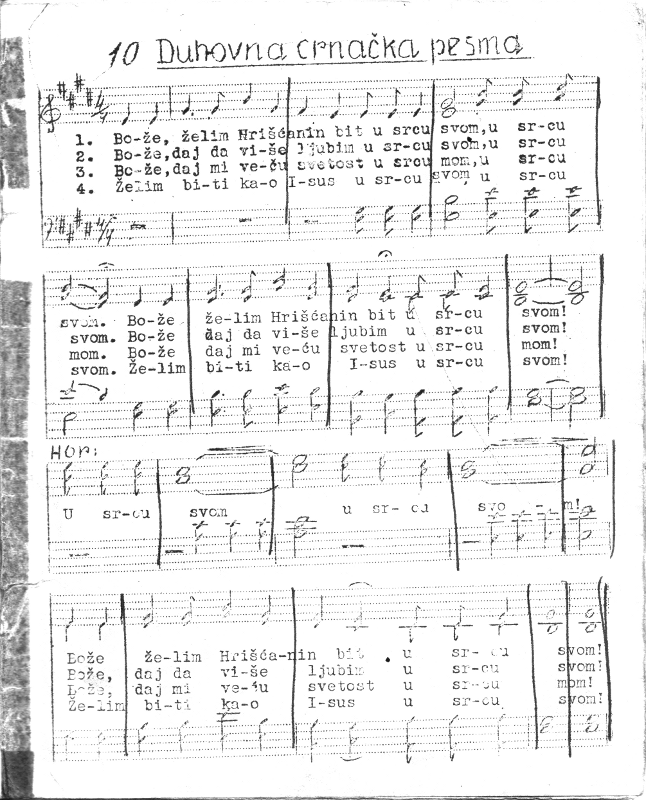 10 Duhovna crnačka pesma
1. Bo-že, želim Hrišćanin bit u srcu svom,u sr-cu
2. Bo-že,daj da vi-še ljubim u sr-cu svom,u sr-cu
3. Bo-že,daj mi ve-ću svetost u srcu mom,u sr-cu
4. Želim bi-ti ka-o I-sus u sr-cu svom, u sr-cu
svom. Bo-že že-lim Hrišćanin bit u sr-cu svom!
svom. Bo-že daj da vi-še ljubim u sr-cu svom!
mom. Bo-že daj mi ve-ću svetost u sr-cu mom!
svom. Že-lim bi-ti ka-o I-sus u sr-cu svom!
Hor:
U sr-cu svom u sr- cu svo - m!
Bože že-lim Hrišća-nin bit u sr- cu svom!
Bože, daj da vi-še ljubim u sr-cu svom!
Bože, daj mi ve-ću svetost u sr-cu mom!
Že-lim bi-ti ka-o I-sus u sr-cu svom!